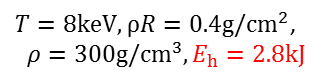 T = 8keV, ρR = 0.4g/cm²,
ρ = 300g/cm³, Eₕ = 2.8kJ